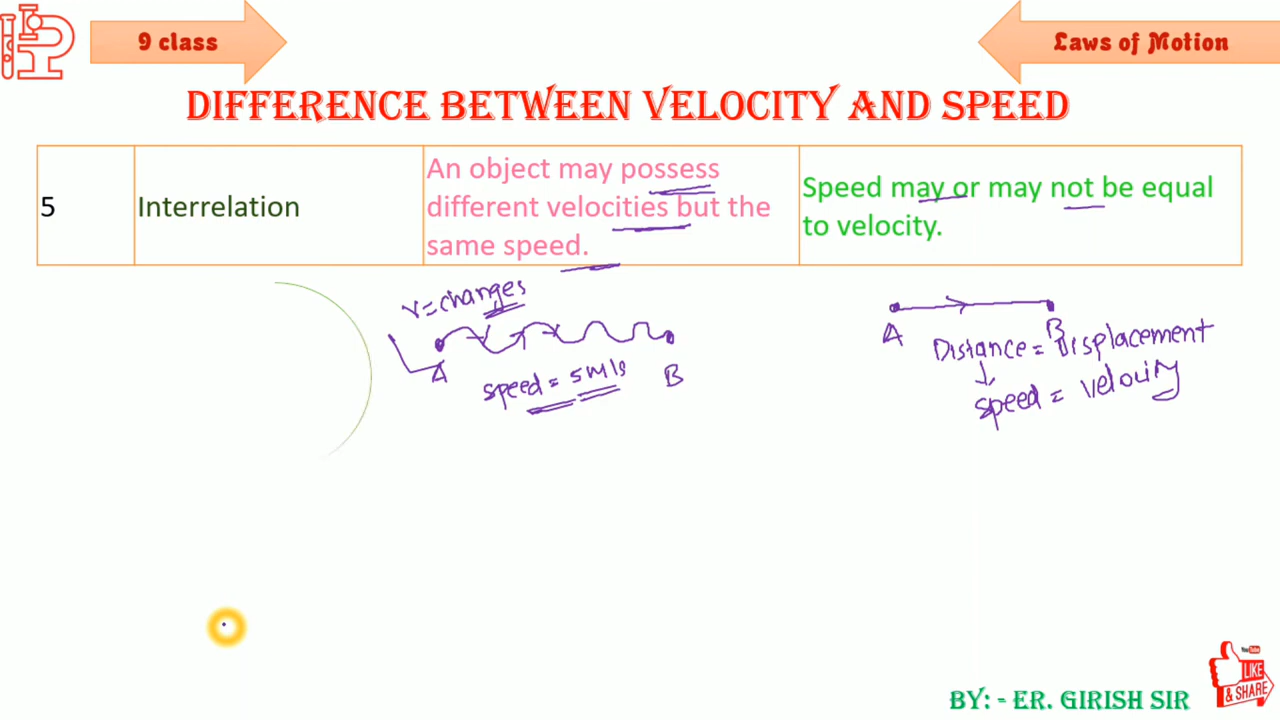 9 class
Laws of Motion
DIFFERENCE BETWEEN VELOCITY AND SPEED
5
Interrelation
An object may possess
different velocities but the
same speed.
Speed may or may not be equal
to velocity.
v = changes
A
B
speed = 5 m/s
A
B
Distance = Displacement
speed = velocity
YouTube
LIKE
& SHARE
BY: - ER. GIRISH SIR